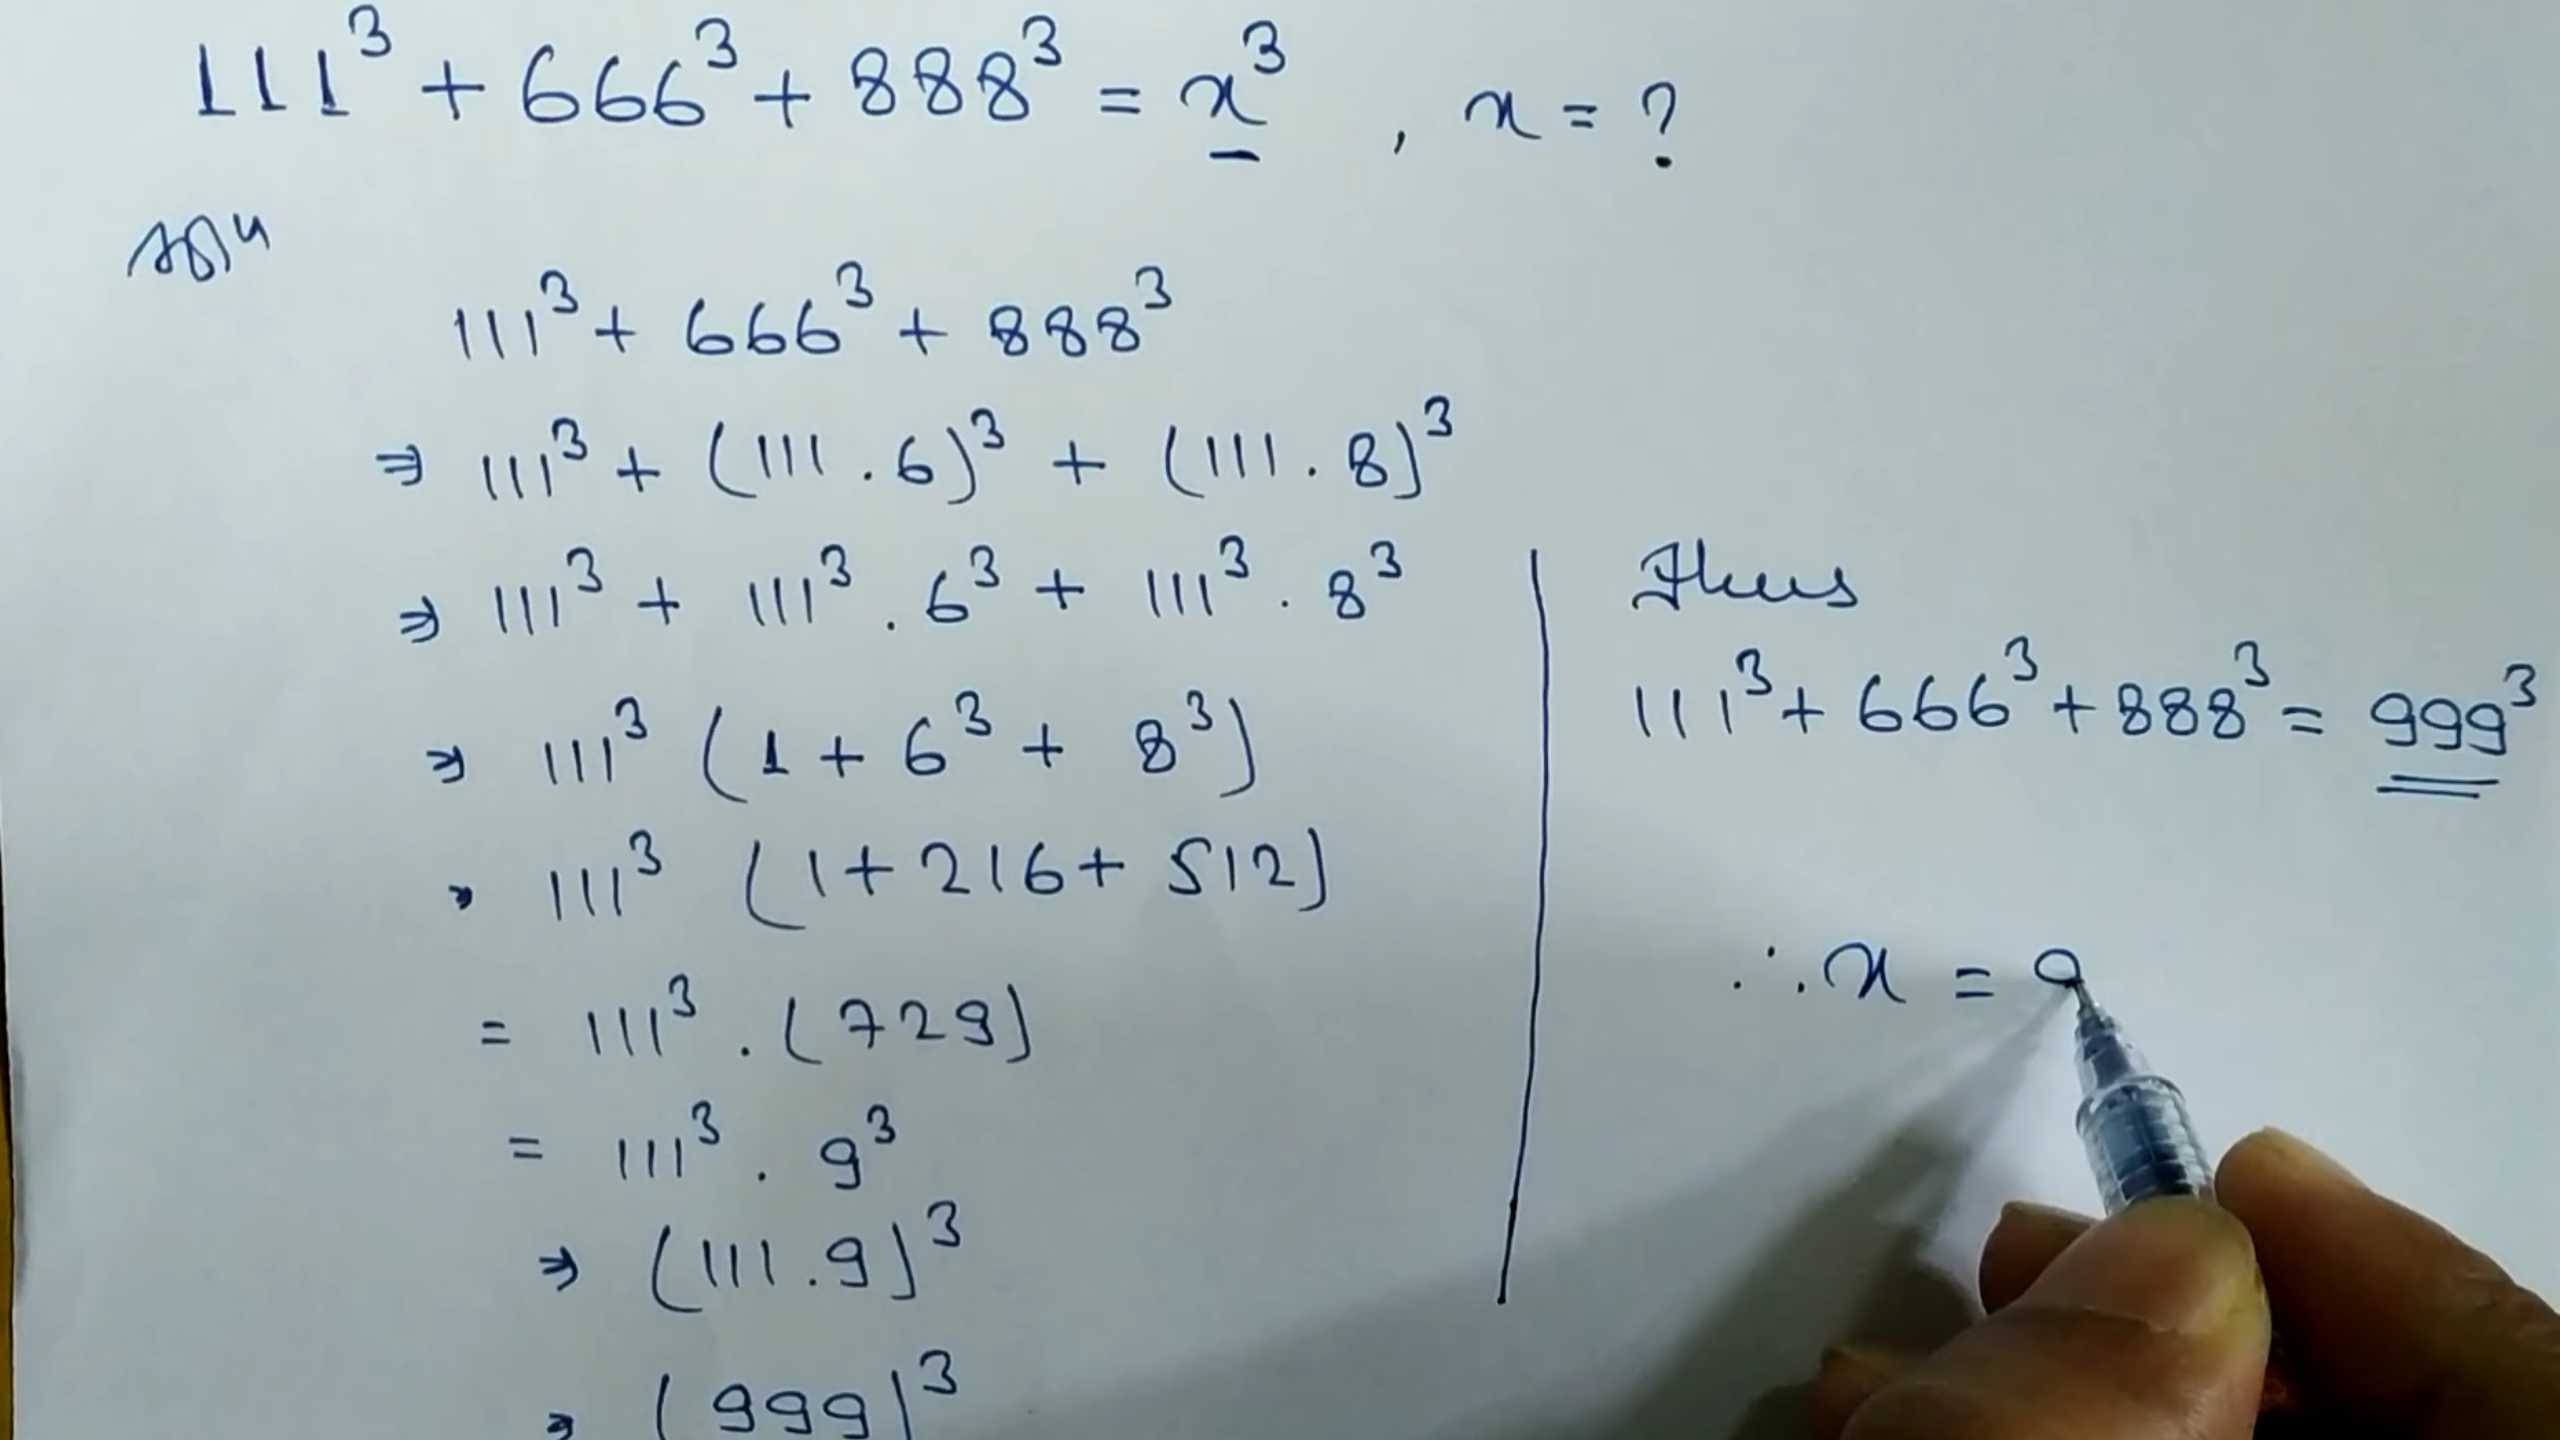 111³ + 666³ + 888³ = x³ , x = ?
Solⁿ
111³ + 666³ + 888³
⇒ 111³ + (111 . 6)³ + (111 . 8)³
⇒ 111³ + 111³ . 6³ + 111³ . 8³
⇒ 111³ (1 + 6³ + 8³)
⇒ 111³ (1 + 216 + 512)
= 111³ . (729)
= 111³ . 9³
⇒ (111 . 9)³
⇒ (999)³
Thus
111³ + 666³ + 888³ = 999³
∴ x = 9